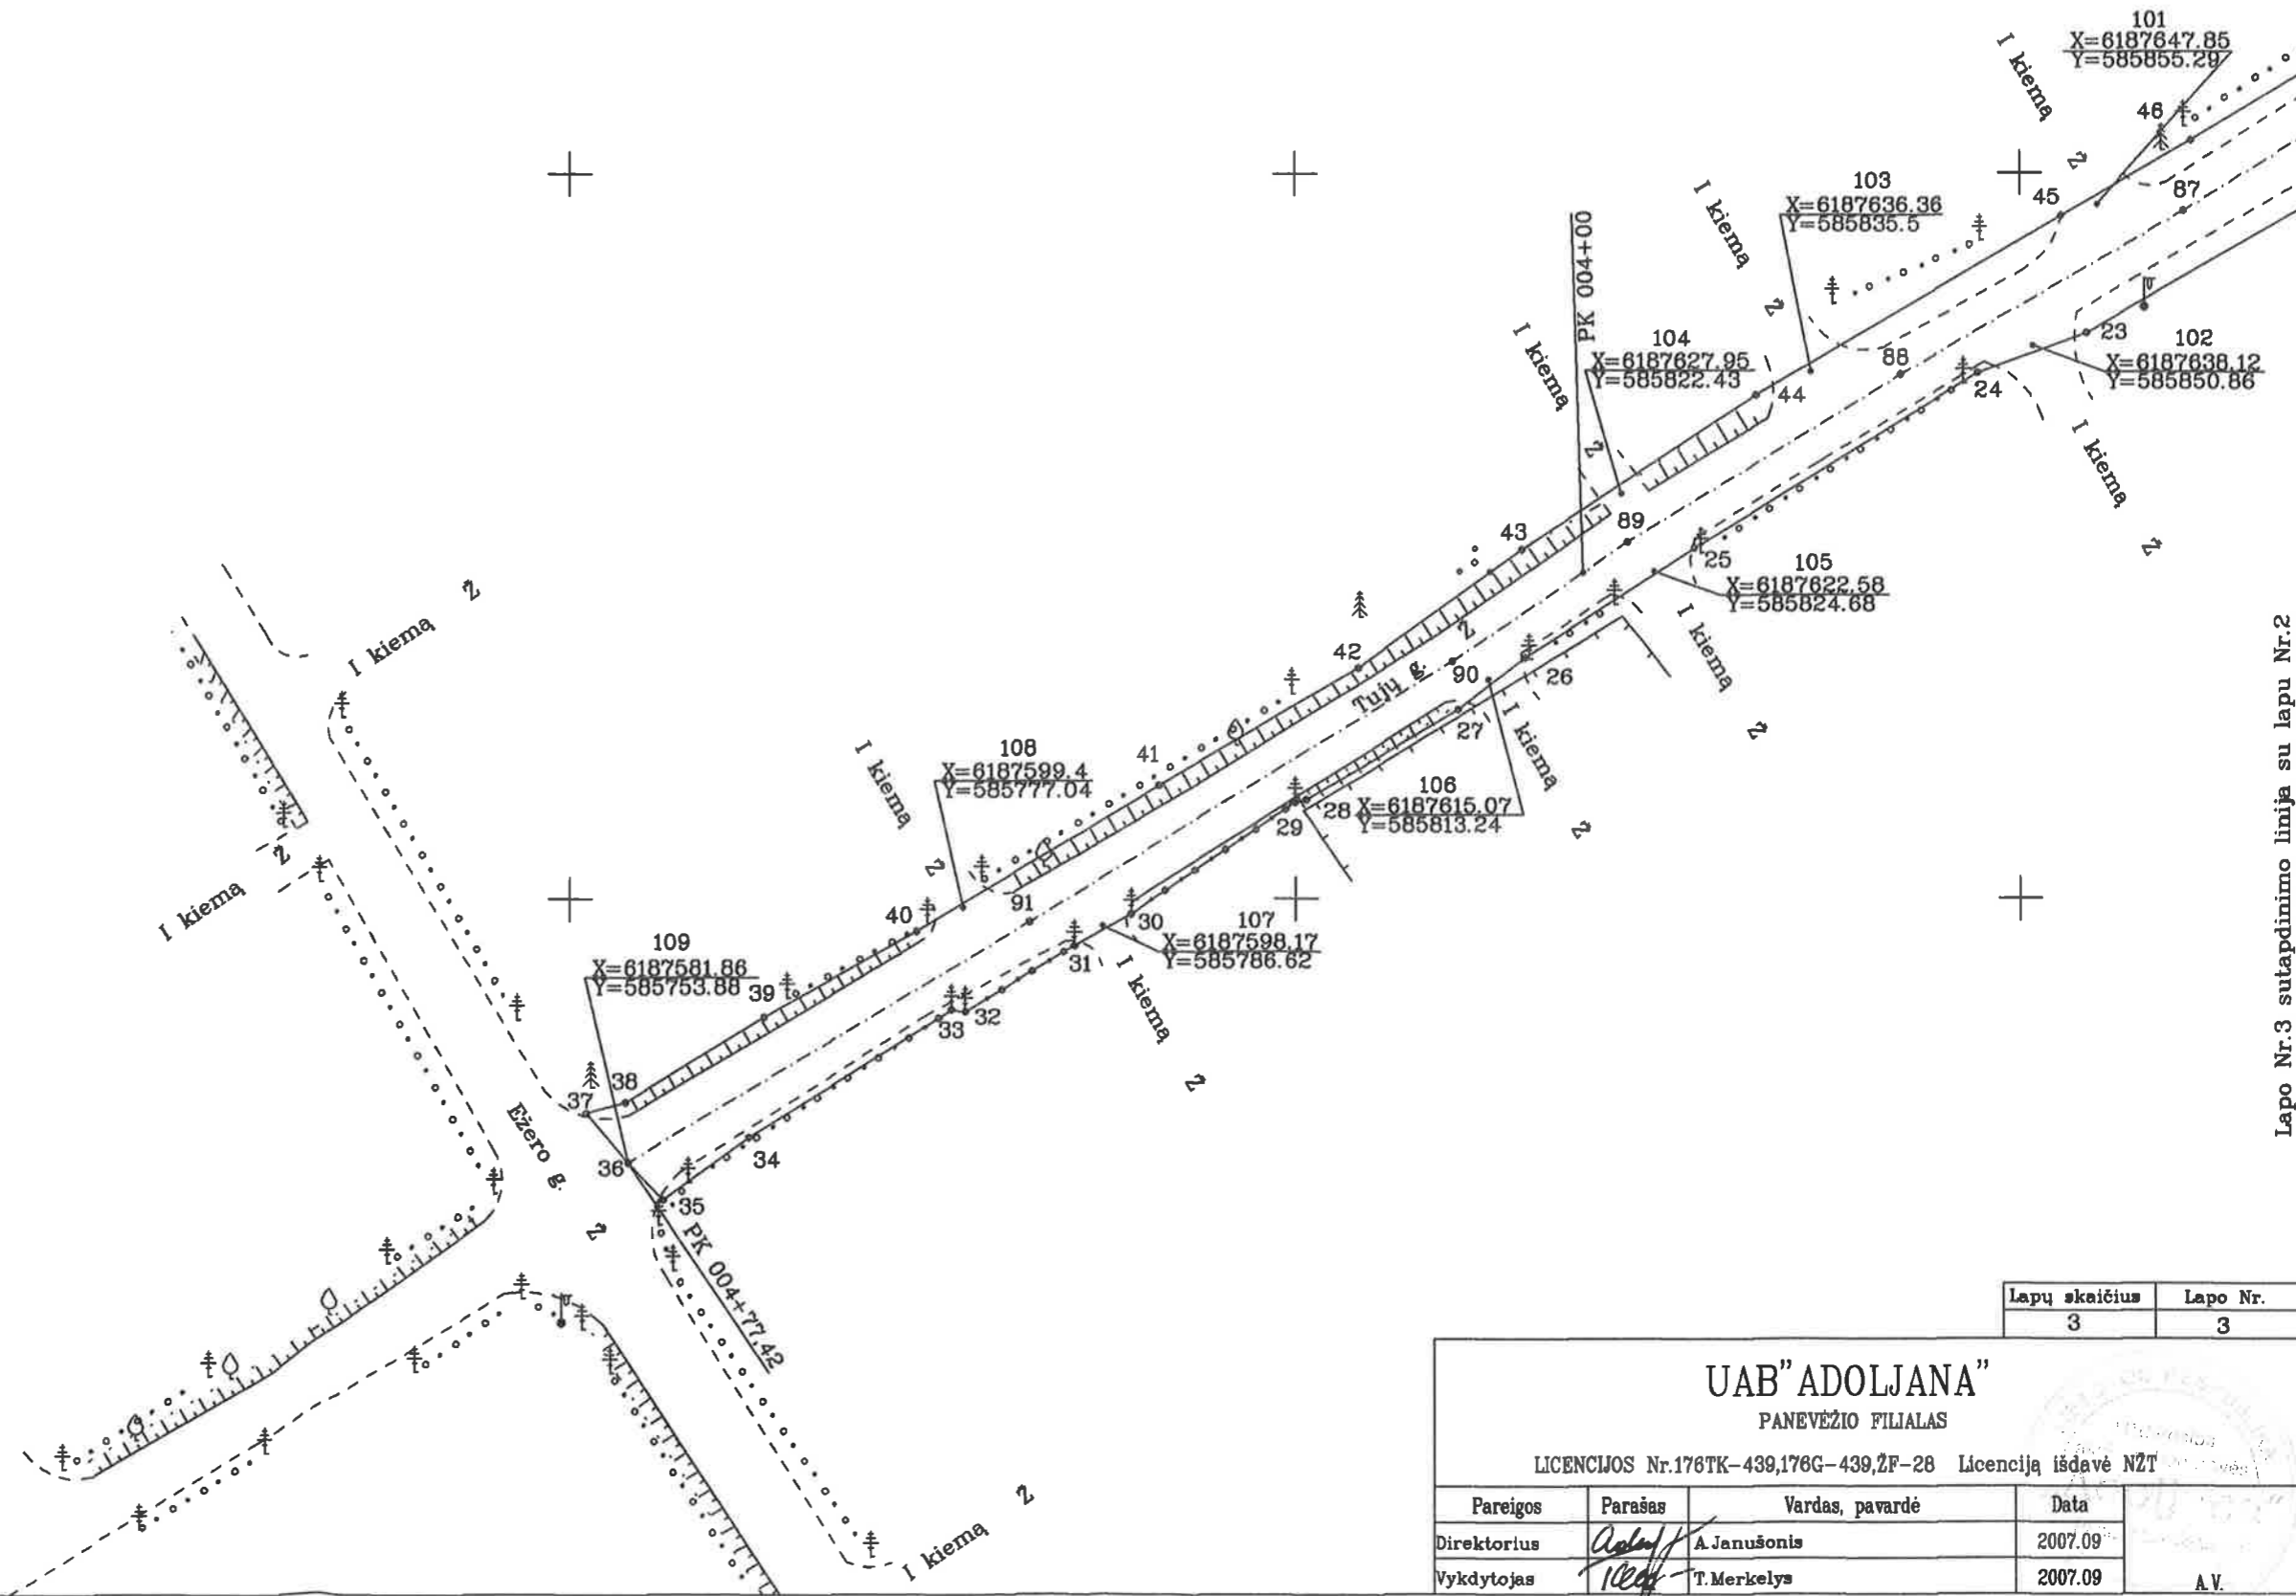 101
X=6187647.85
Y=585855.29
I kiemą
46
Ž
45
87
103
X=6187636.36
Y=585835.5
I kiemą
Ž
PK 004+00
104
X=6187627.95
Y=585822.43
I kiemą
Ž
44
88
23
102
X=6187638.12
Y=585850.86
24
I kiemą
Ž
43
89
25
105
X=6187622.58
Y=585824.68
I kiemą
Ž
42
Tujų g.
Ž
90
26
27
I kiemą
Ž
106
X=6187615.07
Y=585813.24
28
29
41
108
X=6187599.4
Y=585777.04
I kiemą
Ž
40
91
30
107
X=6187598.17
Y=585786.62
31
I kiemą
Ž
109
X=6187581.86
Y=585753.88
39
32
33
38
37
34
36
35
PK 004+77.42
Ežero g.
Ž
I kiemą
Ž
I kiemą
Ž
I kiemą
Ž
Lapo Nr.3 sutapdinimo linija su lapu Nr.2
Lapų skaičius Lapo Nr.
3 3
UAB"ADOLJANA"
PANEVĖŽIO FILIALAS
LICENCIJOS Nr.176TK-439,176G-439,ŽF-28 Licenciją išdavė NŽT
Pareigos Parašas Vardas, pavardė Data
Direktorius A.Janušonis 2007.09
Vykdytojas T.Merkelys 2007.09 A.V.